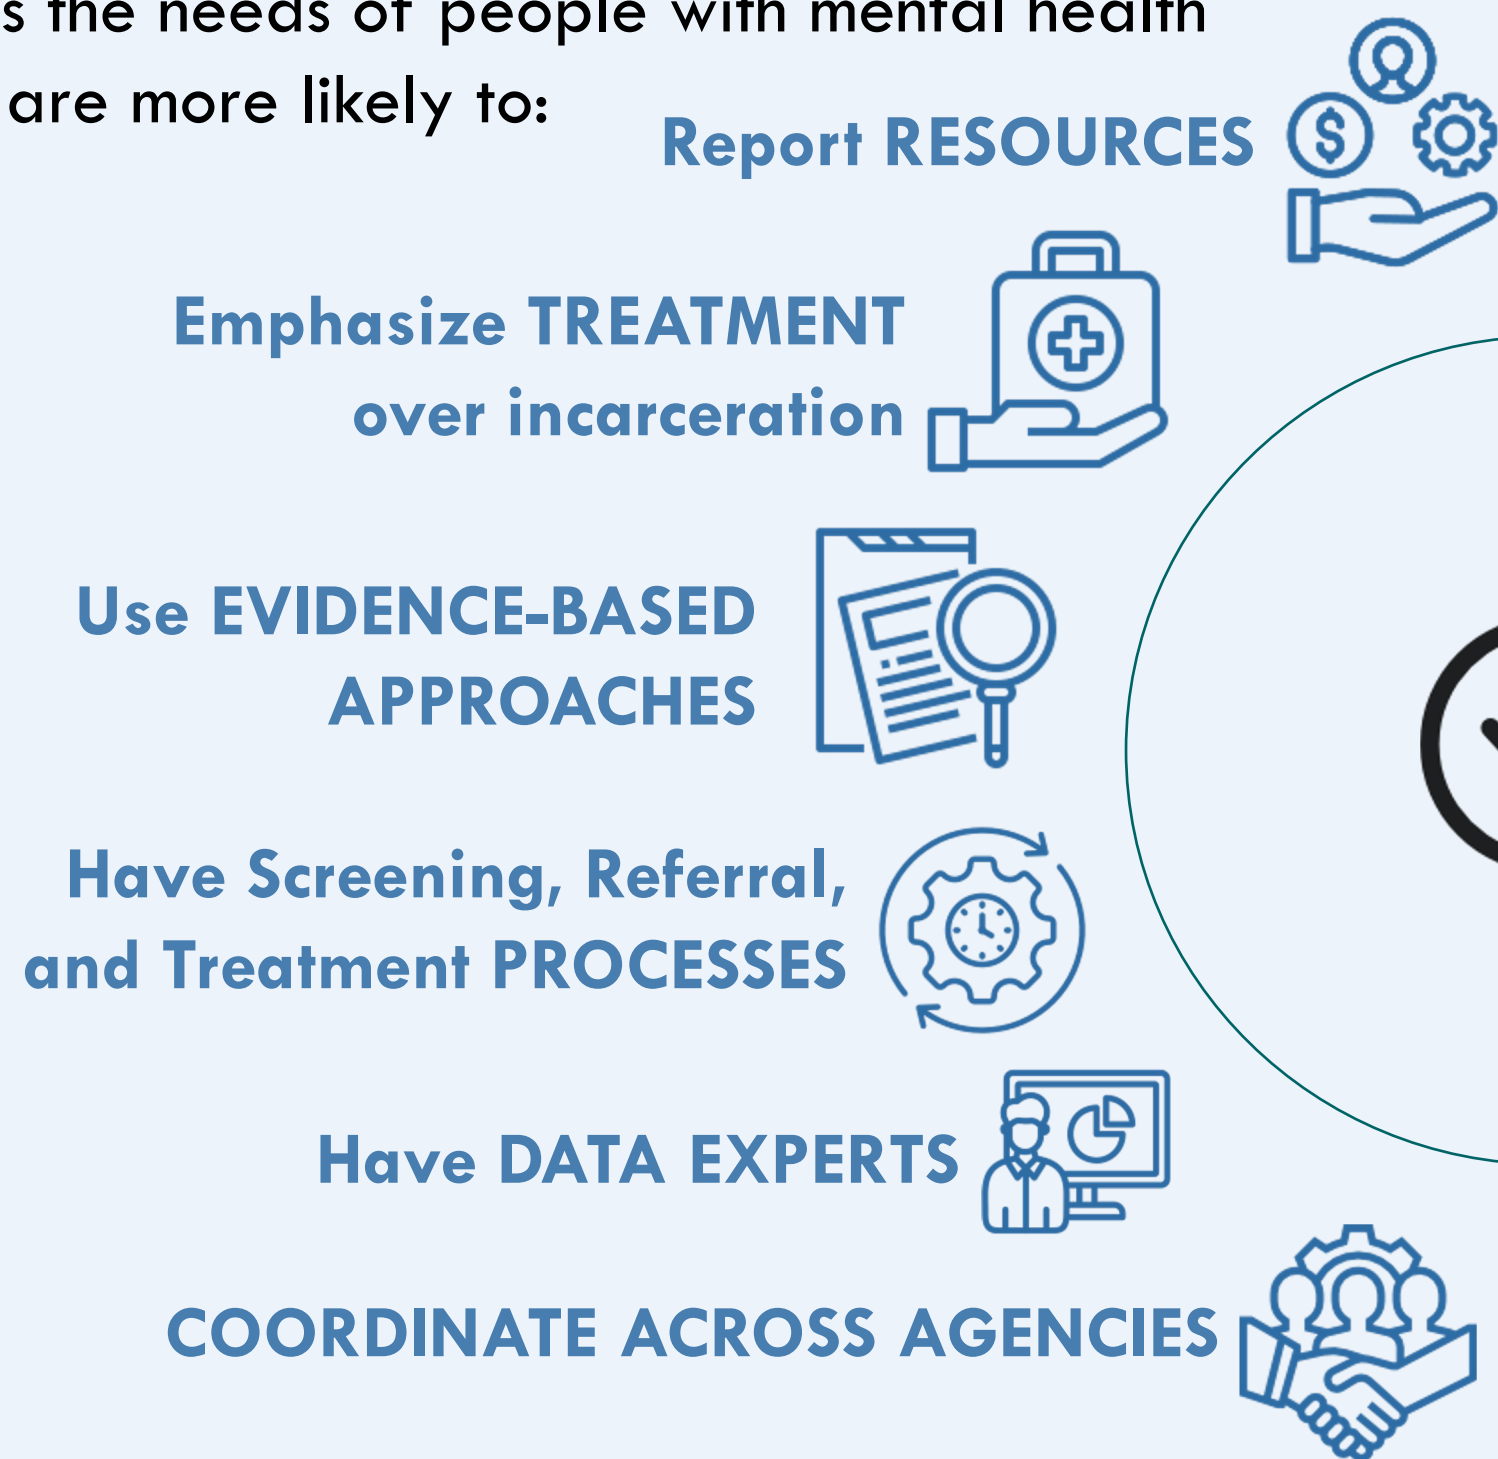 s the needs of people with mental health
are more likely to:
Report RESOURCES
Emphasize TREATMENT
over incarceration
Use EVIDENCE-BASED
APPROACHES
Have Screening, Referral,
and Treatment PROCESSES
Have DATA EXPERTS
COORDINATE ACROSS AGENCIES